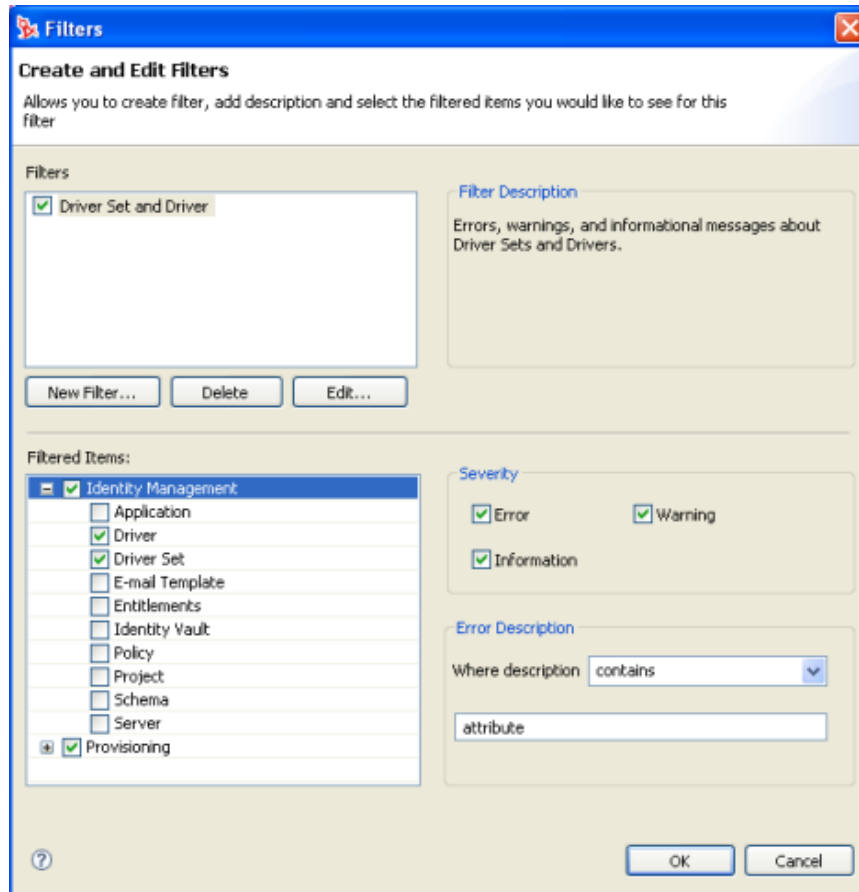 Filters
Create and Edit Filters
Allows you to create filter, add description and select the filtered items you would like to see for this
filter
Filters
Driver Set and Driver
Filter Description
Errors, warnings, and informational messages about
Driver Sets and Drivers.
New Filter...
Delete
Edit...
Filtered Items:
Identity Management
Application
Driver
Driver Set
E-mail Template
Entitlements
Identity Vault
Policy
Project
Schema
Server
Provisioning
Severity
Error
Warning
Information
Error Description
Where description
contains
attribute
?
OK
Cancel